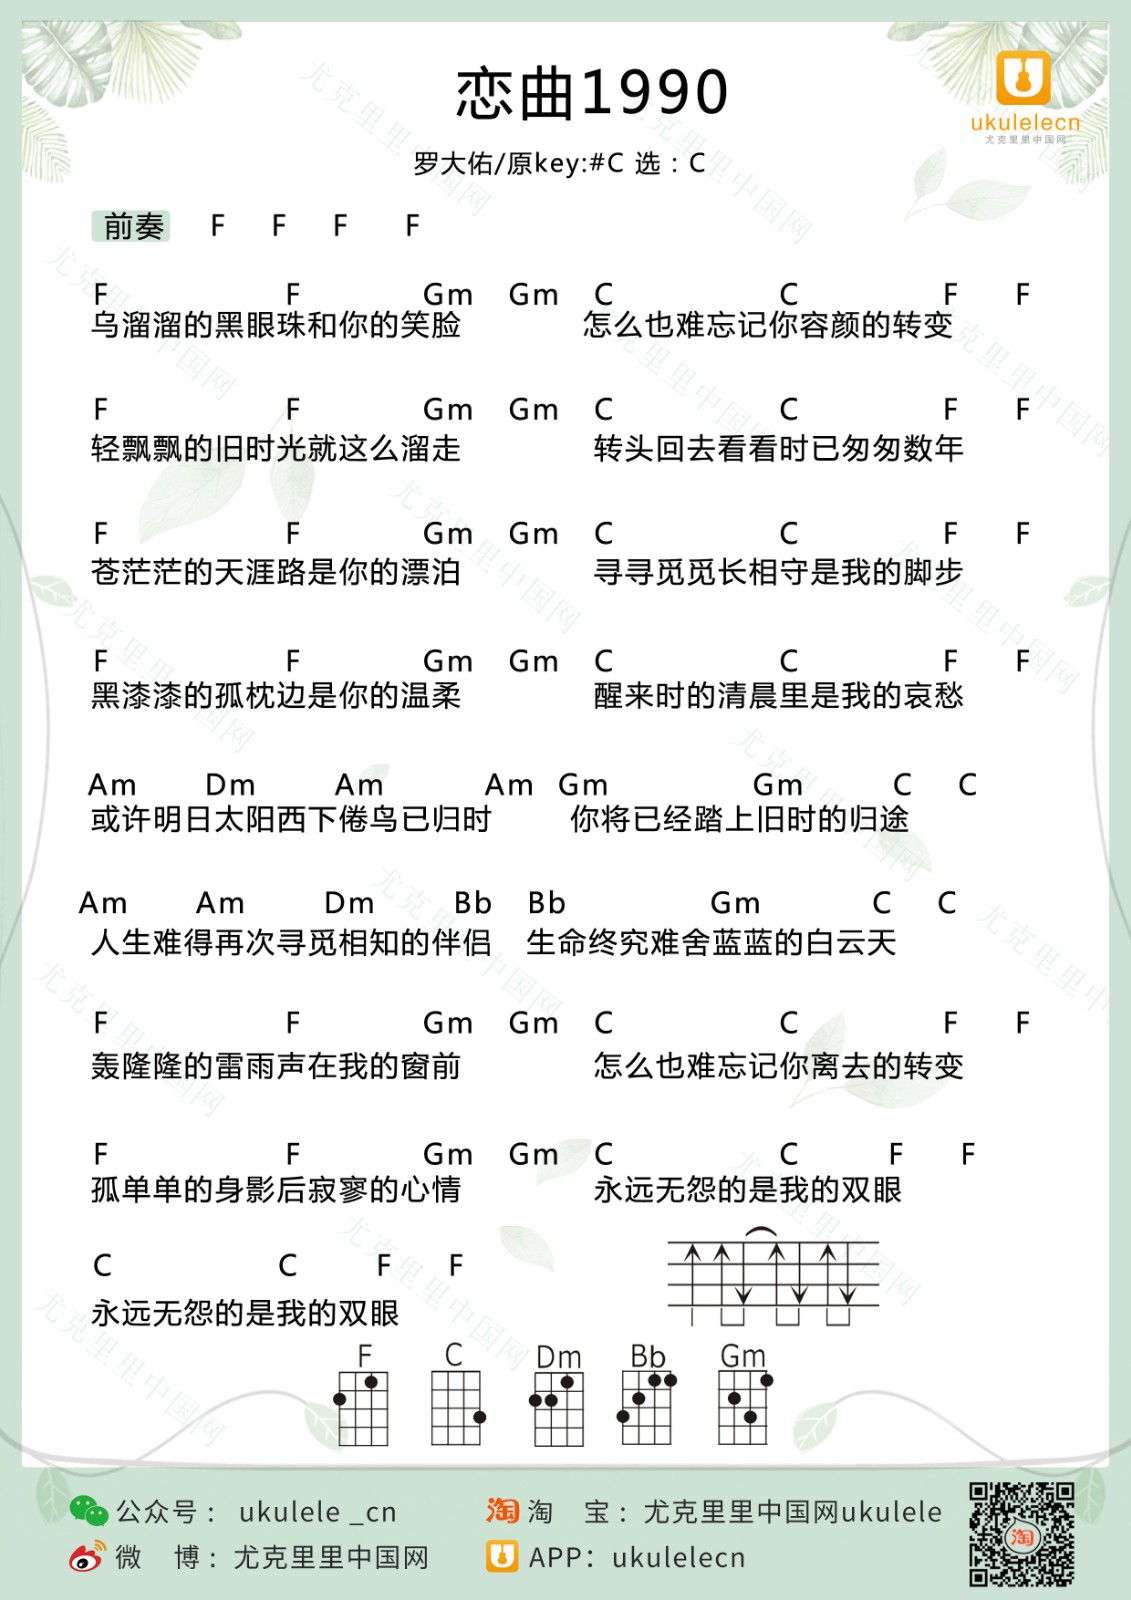 恋曲1990
ukulelecn
尤克里里中国网
罗大佑/原key:#C 选：C
前奏 F F F F
F F Gm Gm C C F F
乌溜溜的黑眼珠和你的笑脸 怎么也难忘记你容颜的转变
F F Gm Gm C C F F
轻飘飘的旧时光就这么溜走 转头回去看看时已匆匆数年
F F Gm Gm C C F F
苍茫茫的天涯路是你的漂泊 寻寻觅觅长相守是我的脚步
F F Gm Gm C C F F
黑漆漆的孤枕边是你的温柔 醒来时的清晨里是我的哀愁
Am Dm Am Am Gm Gm C C
或许明日太阳西下倦鸟已归时 你将已经踏上旧时的归途
Am Am Dm Bb Bb Gm C C
人生难得再次寻觅相知的伴侣 生命终究难舍蓝蓝的白云天
F F Gm Gm C C F F
轰隆隆的雷雨声在我的窗前 怎么也难忘记你离去的转变
F F Gm Gm C C F F
孤单单的身影后寂寥的心情 永远无怨的是我的双眼
C C F F
永远无怨的是我的双眼
F C Dm Bb Gm
公众号： ukulele _cn 淘 淘 宝：尤克里里中国网ukulele
微 博：尤克里里中国网 APP：ukulelecn
淘